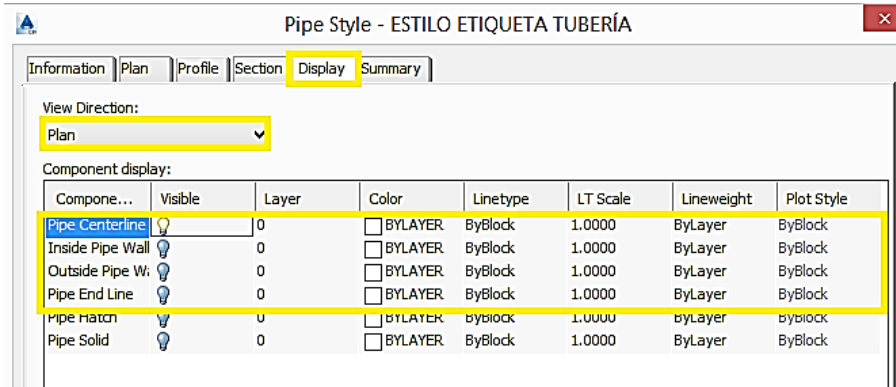 Pipe Style - ESTILO ETIQUETA TUBERÍA
Information Plan Profile Section Display Summary
View Direction:
Plan
Component display:
Compone... Visible Layer Color Linetype LT Scale Lineweight Plot Style
Pipe Centerline 0 BYLAYER ByBlock 1.0000 ByLayer ByBlock
Inside Pipe Wall 0 BYLAYER ByBlock 1.0000 ByLayer ByBlock
Outside Pipe Wa 0 BYLAYER ByBlock 1.0000 ByLayer ByBlock
Pipe End Line 0 BYLAYER ByBlock 1.0000 ByLayer ByBlock
Pipe Hatch 0 BYLAYER ByBlock 1.0000 ByLayer ByBlock
Pipe Solid 0 BYLAYER ByBlock 1.0000 ByLayer ByBlock